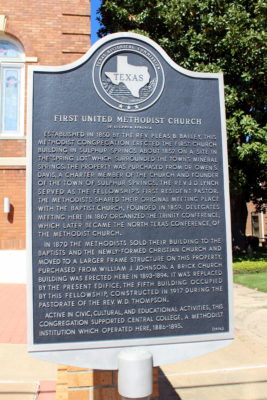 TEXAS
FIRST UNITED METHODIST CHURCH
ESTABLISHED IN 1850 BY THE REV. PLEAS B. BAILEY, THIS
METHODIST CONGREGATION ERECTED THE FIRST CHURCH
BUILDING IN SULPHUR SPRINGS ABOUT 1852 ON A SITE IN
THE "SPRING LOT" WHICH SURROUNDED THE TOWN'S MINERAL
SPRINGS. THE PROPERTY WAS PURCHASED FROM DR. OWEN S.
DAVIS, A CHARTER MEMBER OF THE CHURCH AND FOUNDER
OF THE TOWN OF SULPHUR SPRINGS. THE REV. J.D. LYNCH
SERVED AS THE FELLOWSHIP'S FIRST RESIDENT PASTOR.
THE METHODISTS SHARED THEIR ORIGINAL MEETING PLACE
WITH THE BAPTIST CHURCH, FOUNDED IN 1859. DELEGATES
MEETING HERE IN 1867 ORGANIZED THE TRINITY CONFERENCE,
WHICH LATER BECAME THE NORTH TEXAS CONFERENCE, OF
THE METHODIST CHURCH.
IN 1879 THE METHODISTS SOLD THEIR BUILDING TO THE
BAPTISTS AND THE NEWLY-FORMED CHRISTIAN CHURCH AND
MOVED TO A LARGER FRAME STRUCTURE ON THIS PROPERTY,
PURCHASED FROM WILLIAM J. JOHNSON. A BRICK CHURCH
BUILDING WAS ERECTED HERE IN 1893-1894. IT WAS REPLACED
BY THE PRESENT EDIFICE, THE FIFTH BUILDING OCCUPIED
BY THIS FELLOWSHIP, CONSTRUCTED IN 1917 DURING THE
PASTORATE OF THE REV. W.D. THOMPSON.
ACTIVE IN CIVIC, CULTURAL, AND EDUCATIONAL ACTIVITIES, THIS
CONGREGATION SUPPORTED CENTRAL COLLEGE, A METHODIST
INSTITUTION WHICH OPERATED HERE, 1886-1895.